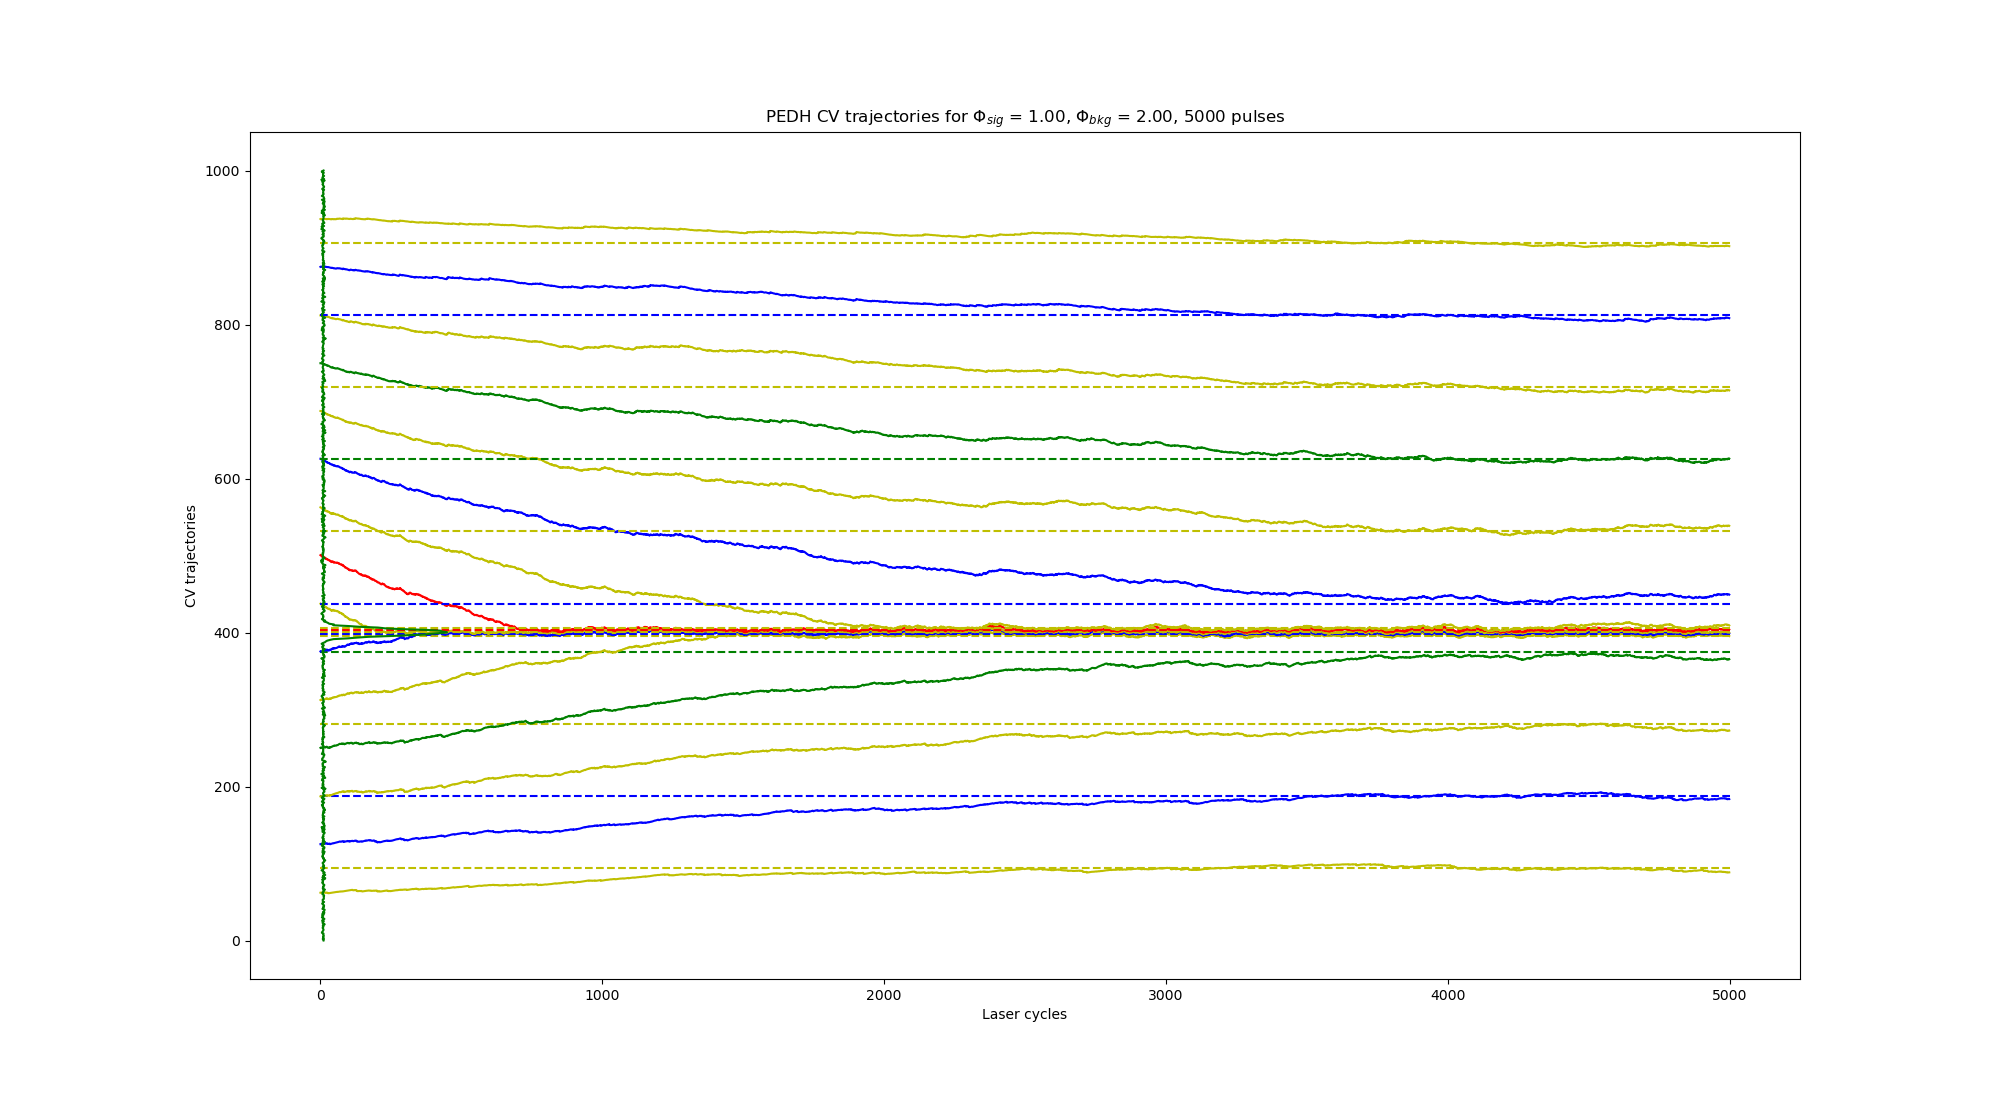 PEDH CV trajectories for Φsig = 1.00, Φbkg = 2.00, 5000 pulses
1000
800
600
400
200
0
CV trajectories
0 1000 2000 3000 4000 5000
Laser cycles